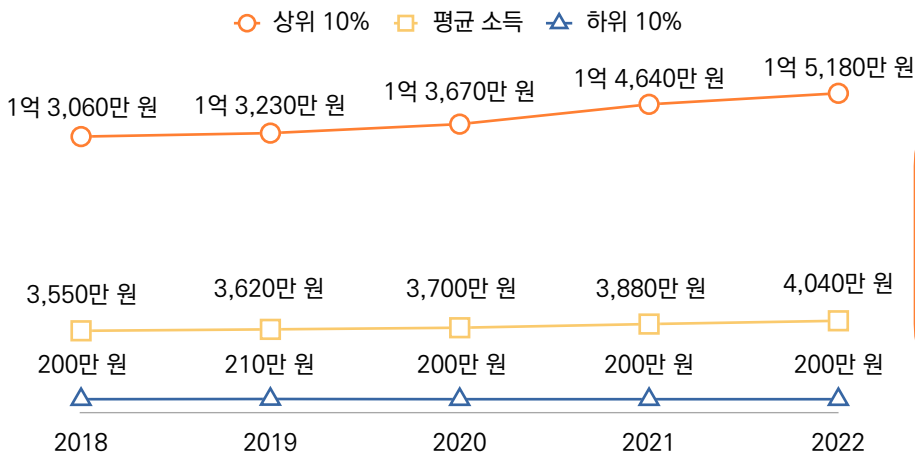 상위 10% 평균 소득 하위 10%
1억 3,060만 원 1억 3,230만 원 1억 3,670만 원 1억 4,640만 원 1억 5,180만 원
3,550만 원 3,620만 원 3,700만 원 3,880만 원 4,040만 원
200만 원 210만 원 200만 원 200만 원 200만 원
2018 2019 2020 2021 2022